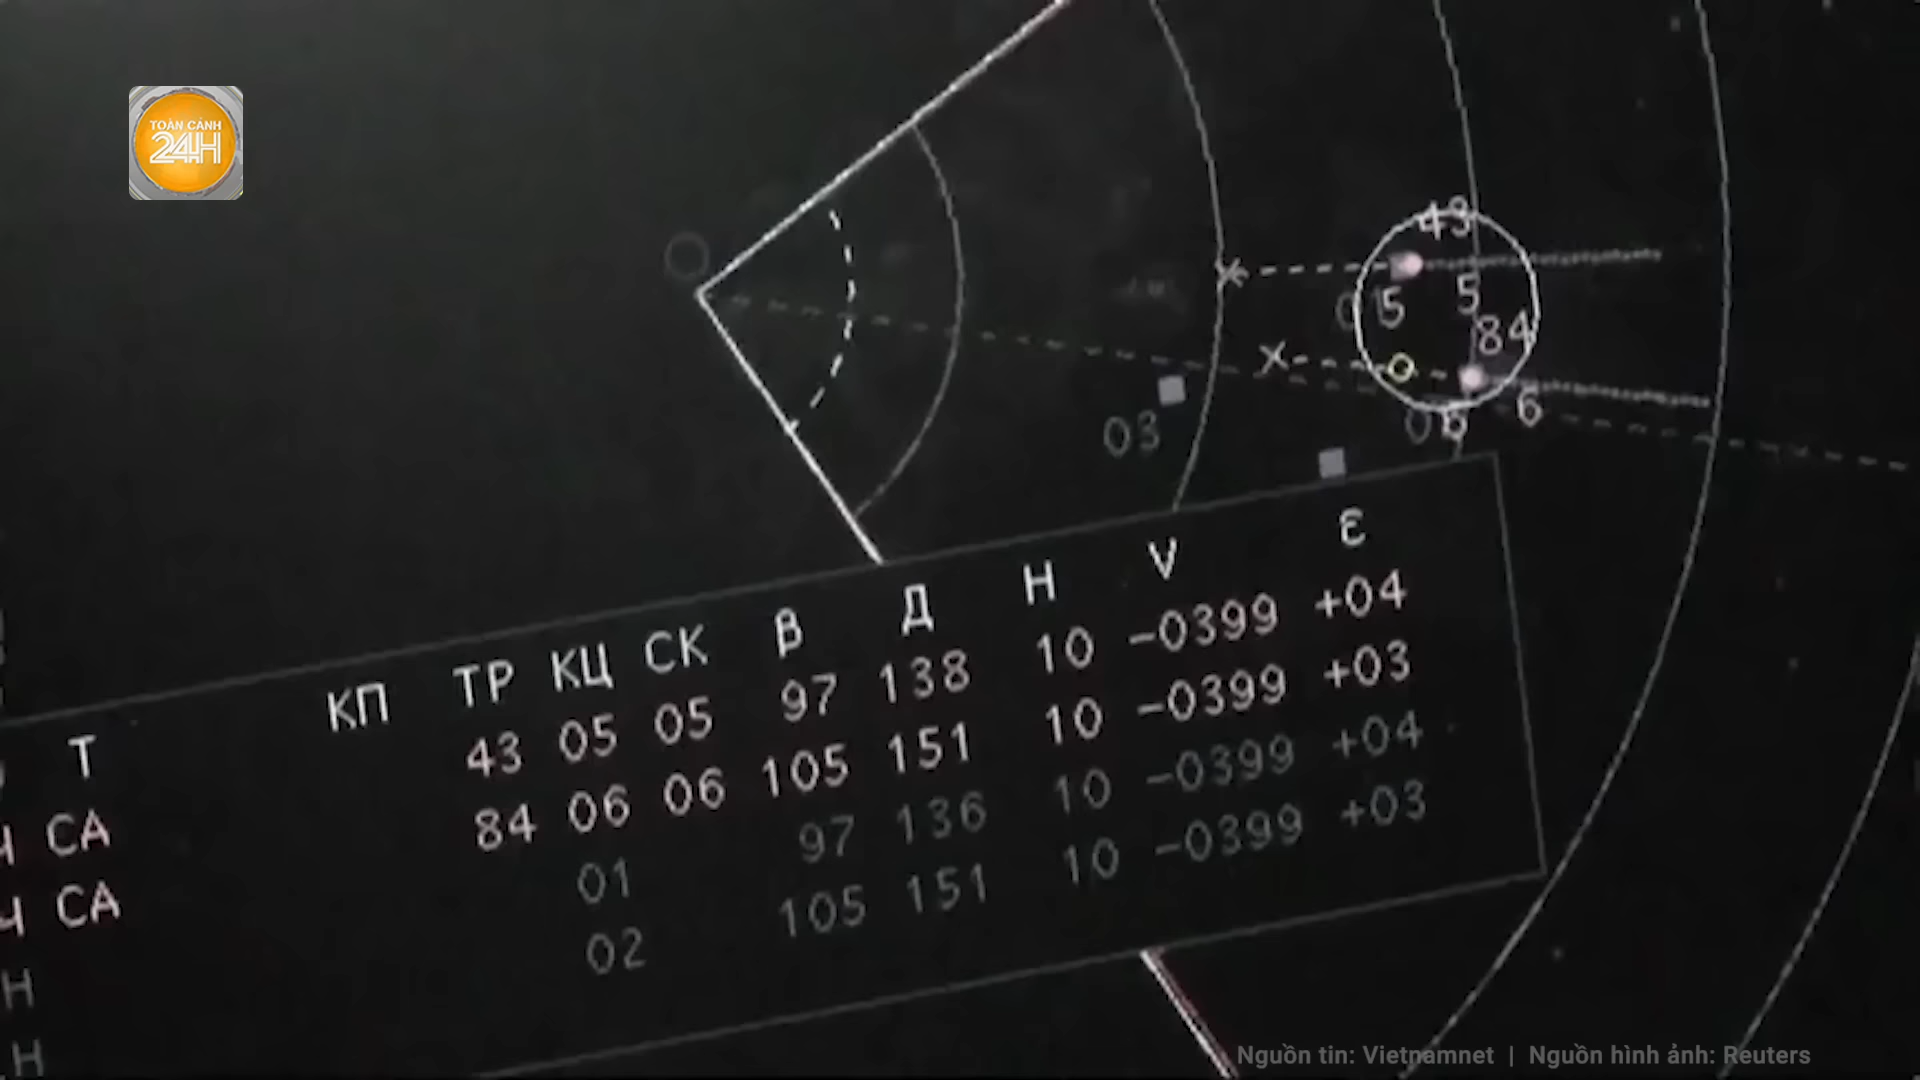 TOÀN CẢNH
24H
43
5 5
84
03
6 6
Т КП ТР КЦ СК β Д Н V ε
СА 43 05 05 97 138 10 -0399 +04
СА 84 06 06 105 151 10 -0399 +03
Н 01 97 136 10 -0399 +04
Н 02 105 151 10 -0399 +03
Nguồn tin: Vietnamnet | Nguồn hình ảnh: Reuters